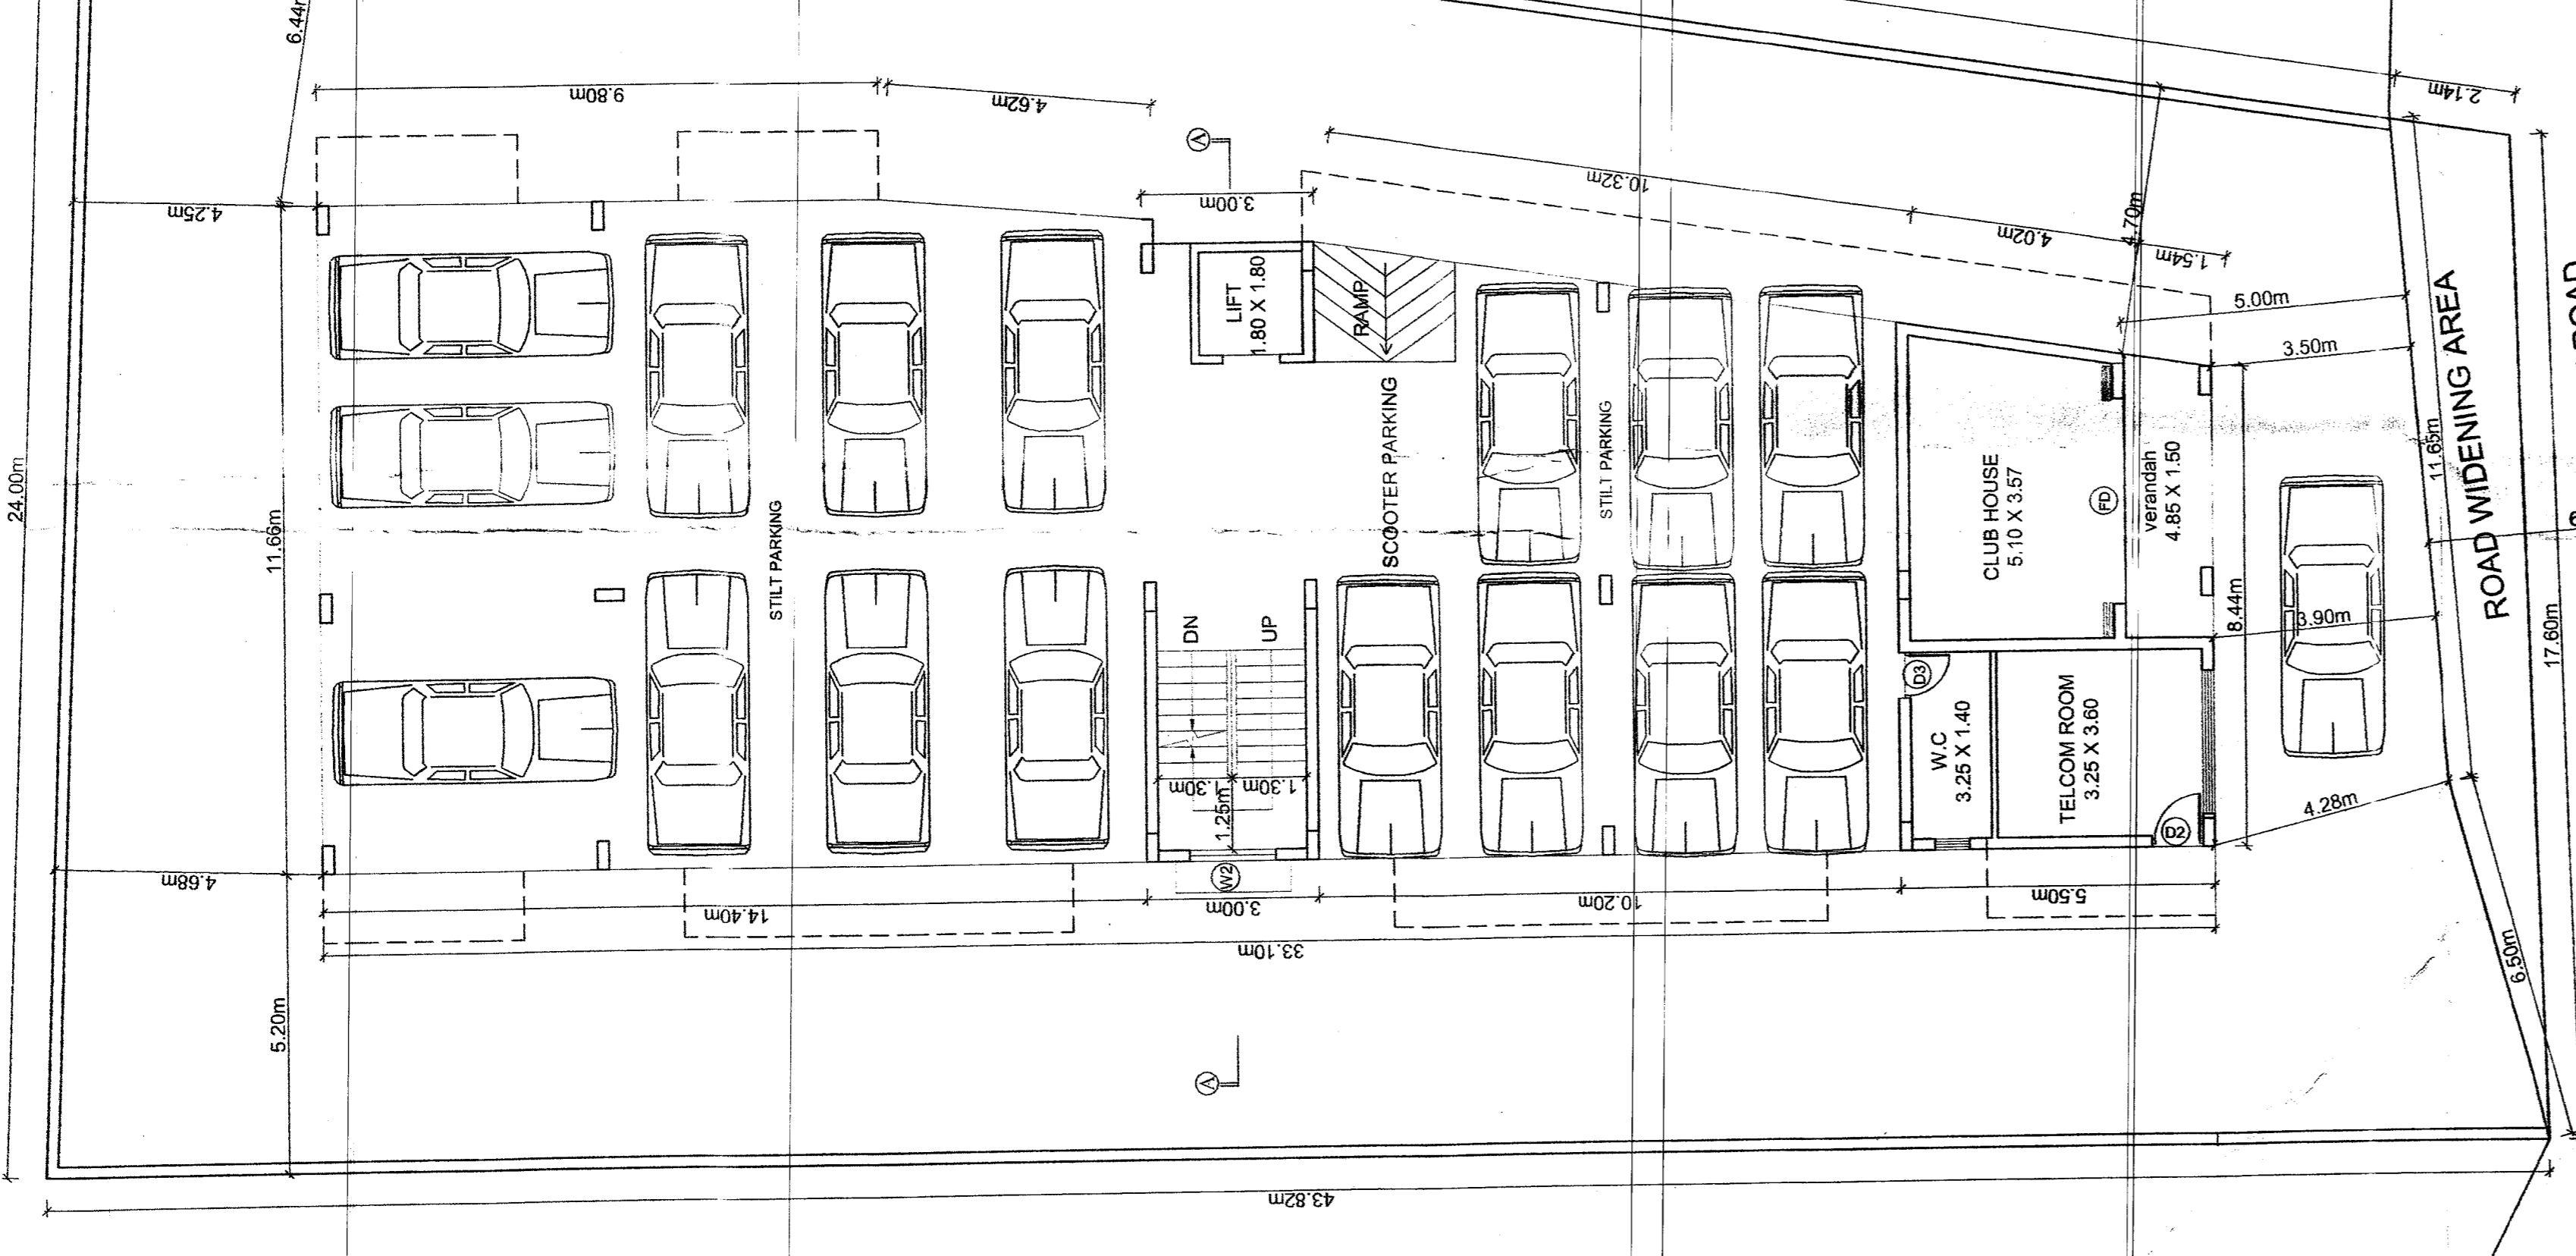 6.44m
9.80m
4.62m
2.14m
4.25m
3.00m
10.32m
4.02m
4.70m
1.54m
A
LIFT
1.80 X 1.80
RAMP
5.00m
3.50m
24.00m
11.66m
STILT PARKING
SCOOTER PARKING
STILT PARKING
CLUB HOUSE
5.10 X 3.57
FD
verandah
4.85 X 1.50
11.65m
ROAD WIDENING AREA
ROAD
17.60m
8.44m
3.90m
DN
UP
1.30m
1.30m
1.25m
W2
D3
W.C
3.25 X 1.40
TELCOM ROOM
3.25 X 3.60
D2
4.28m
4.68m
14.40m
3.00m
10.20m
5.50m
33.10m
5.20m
6.50m
A
43.82m